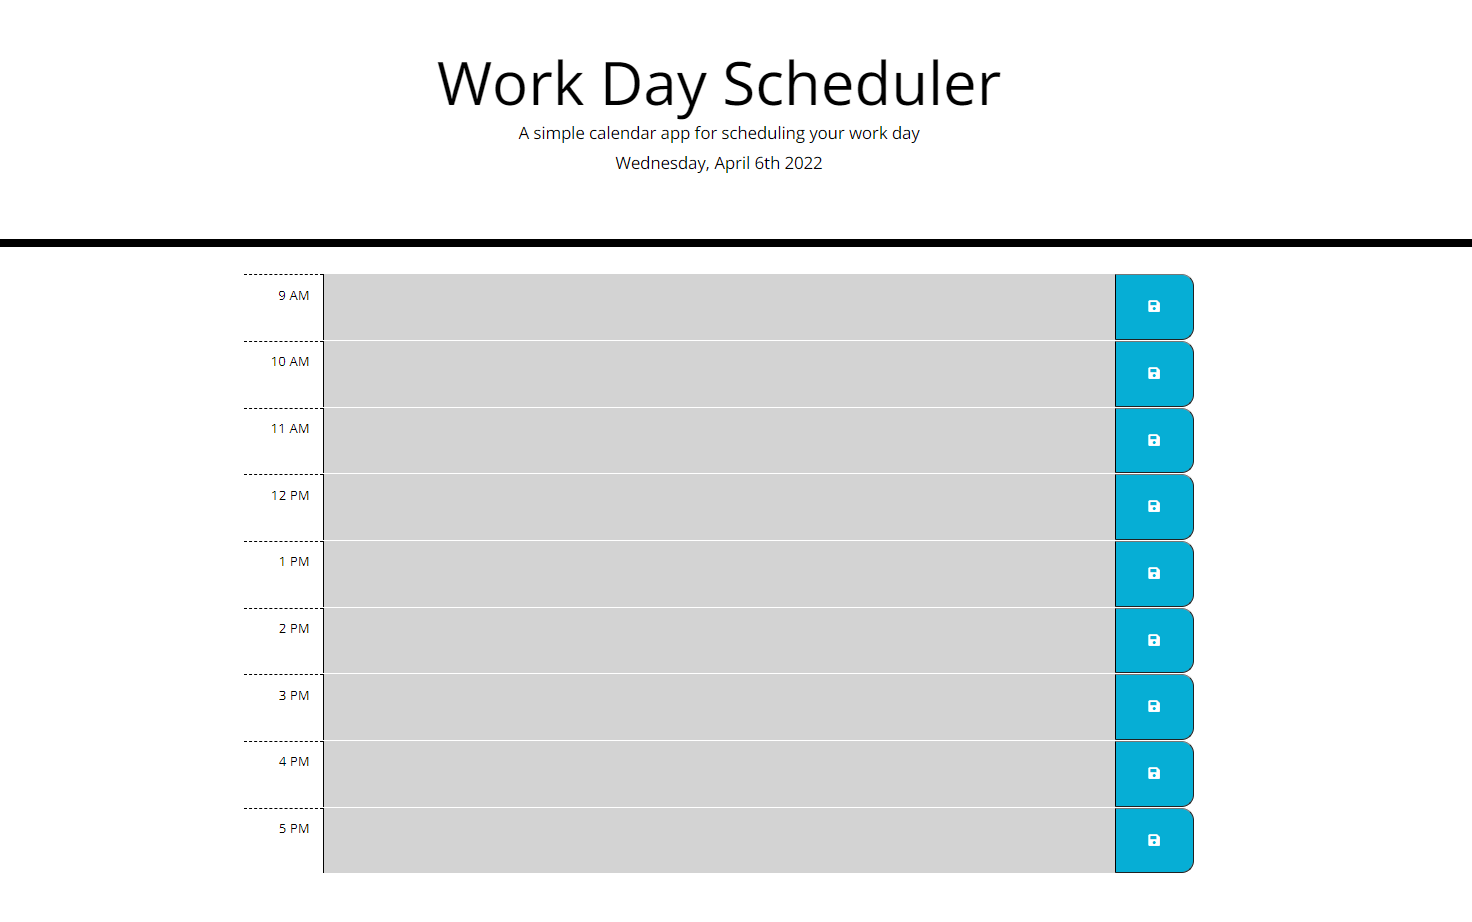 Work Day Scheduler
A simple calendar app for scheduling your work day
Wednesday, April 6th 2022
9 AM
10 AM
11 AM
12 PM
1 PM
2 PM
3 PM
4 PM
5 PM